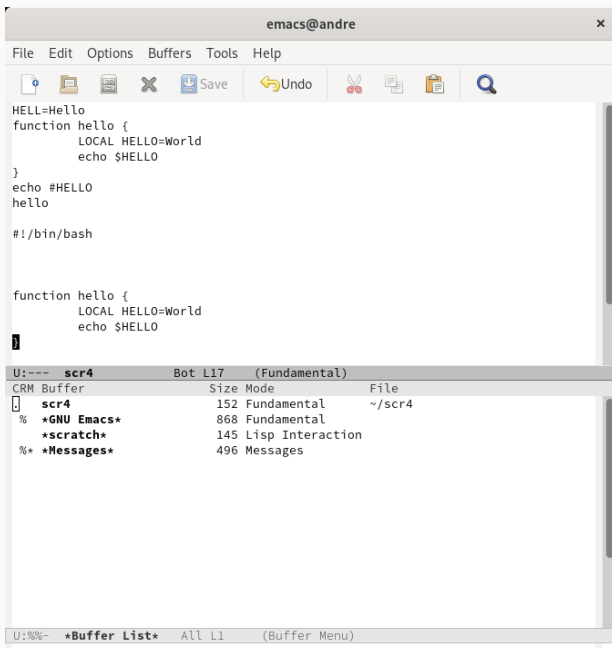 emacs@andre ×
File Edit Options Buffers Tools Help
Save Undo
HELL=Hello
function hello {
        LOCAL HELLO=World
        echo $HELLO
}
echo #HELLO
hello

#!/bin/bash

function hello {
        LOCAL HELLO=World
        echo $HELLO
}
U:--- scr4 Bot L17 (Fundamental)
CRM Buffer Size Mode File
. scr4 152 Fundamental ~/scr4
% *GNU Emacs* 868 Fundamental
*scratch* 145 Lisp Interaction
%* *Messages* 496 Messages
U:%%- *Buffer List* All L1 (Buffer Menu)